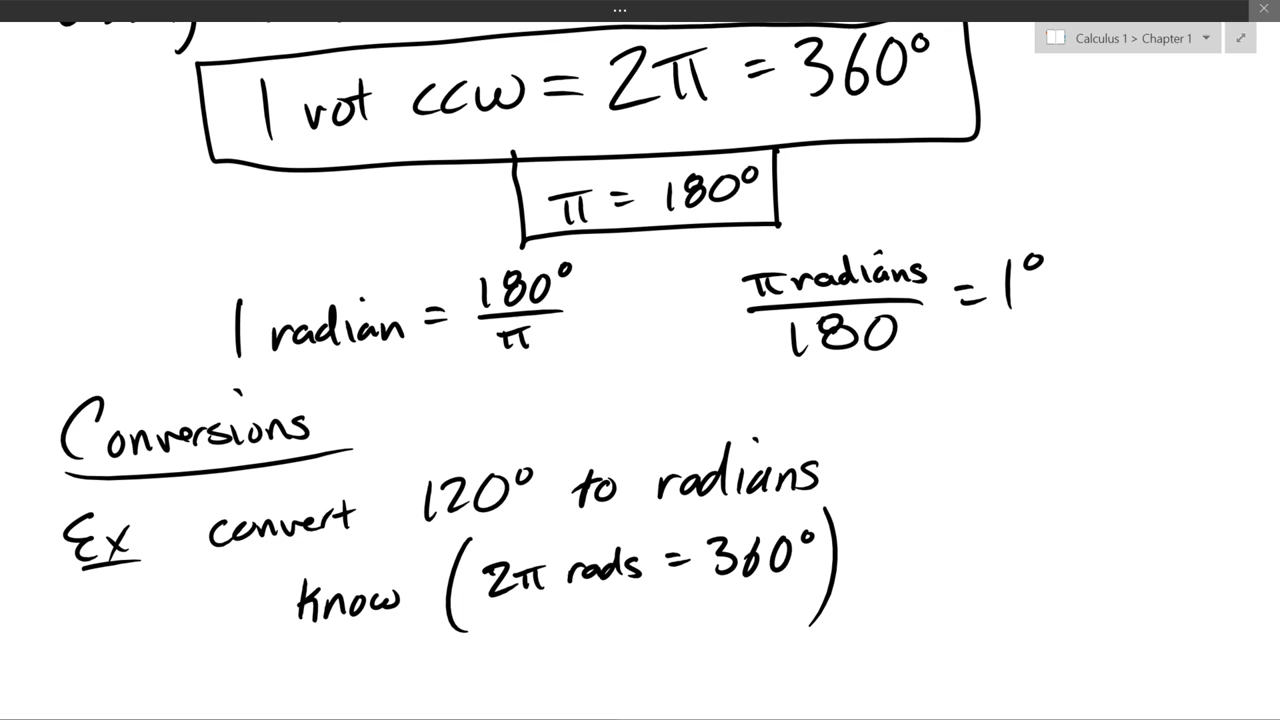 ...
Calculus 1 > Chapter 1
1 rot ccw = 2π = 360°
π = 180°
1 radian = 180°/π
π radians/180 = 1°
Conversions
Ex convert 120° to radians
know (2π rads = 360°)